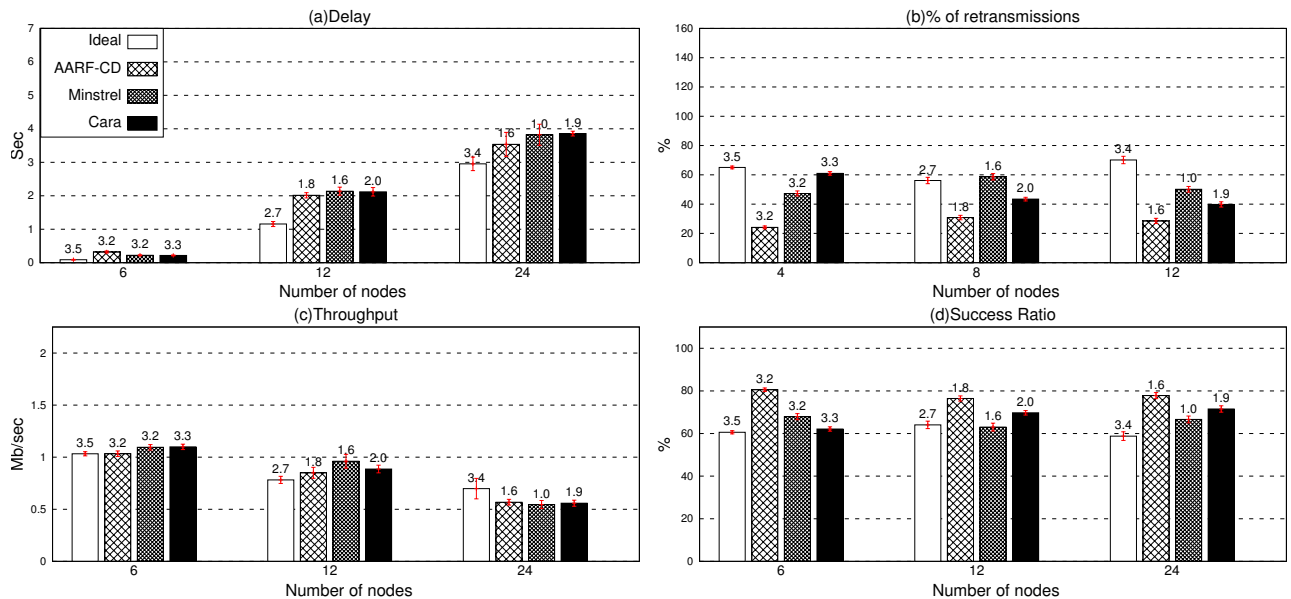 (a)Delay
7
6
5
4
3
2
1
0
Sec
Ideal
AARF-CD
Minstrel
Cara
3.5 3.2 3.2 3.3
2.7 1.8 1.6 2.0
3.4 1.6 1.0 1.9
6 12 24
Number of nodes
(b)% of retransmissions
160
140
120
100
80
60
40
20
0
%
3.5 3.2 3.2 3.3
2.7 1.8 1.6 2.0
3.4 1.6 1.0 1.9
4 8 12
Number of nodes
(c)Throughput
2
1.5
1
0.5
0
Mb/sec
3.5 3.2 3.2 3.3
2.7 1.8 1.6 2.0
3.4 1.6 1.0 1.9
6 12 24
Number of nodes
(d)Success Ratio
100
80
60
40
20
0
%
3.5 3.2 3.2 3.3
2.7 1.8 1.6 2.0
3.4 1.6 1.0 1.9
6 12 24
Number of nodes